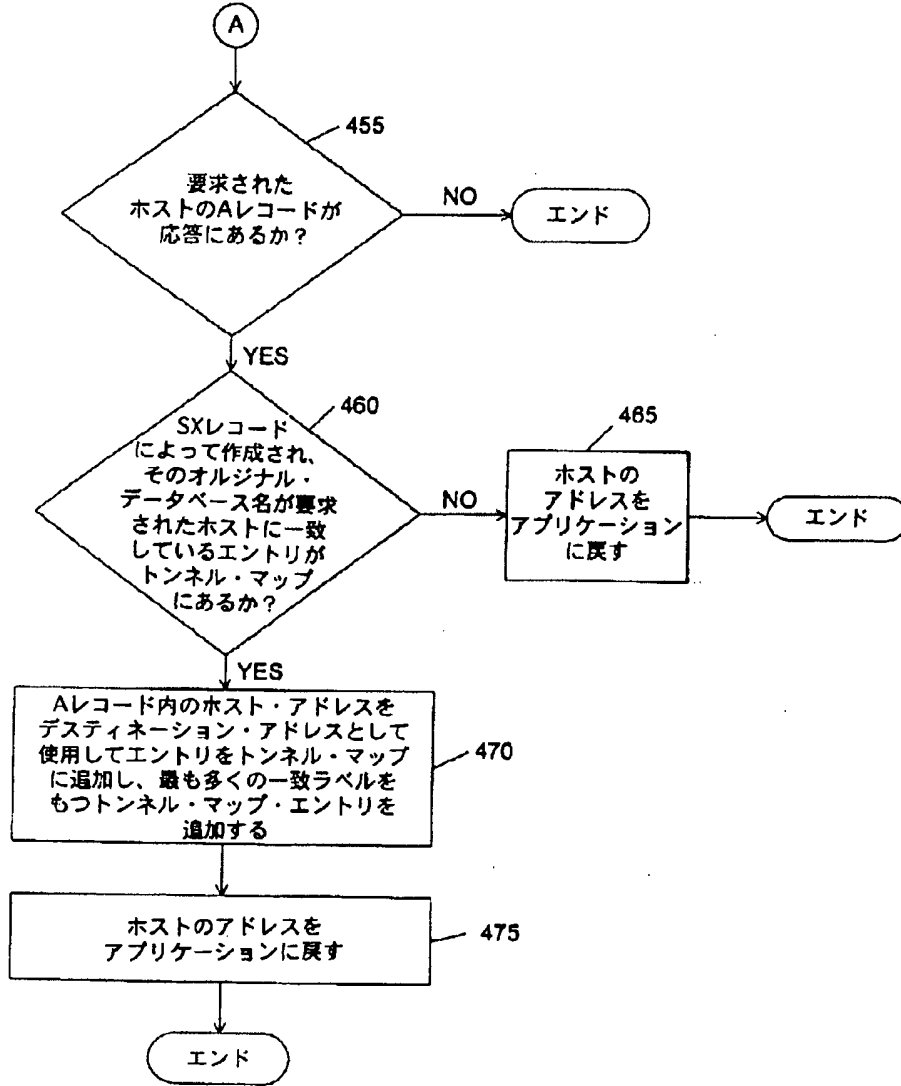 A
455
要求された
ホストのAレコードが
応答にあるか？
NO
エンド
YES
460
SXレコード
によって作成され、
そのオルジナル・
データベース名が要求
されたホストに一致
しているエントリが
トンネル・マップ
にあるか？
NO
465
ホストの
アドレスを
アプリケーション
に戻す
エンド
YES
Aレコード内のホスト・アドレスを
デスティネーション・アドレスとして
使用してエントリをトンネル・マップ
に追加し、最も多くの一致ラベルを
もつトンネル・マップ・エントリを
追加する
470
ホストのアドレスを
アプリケーションに戻す
475
エンド